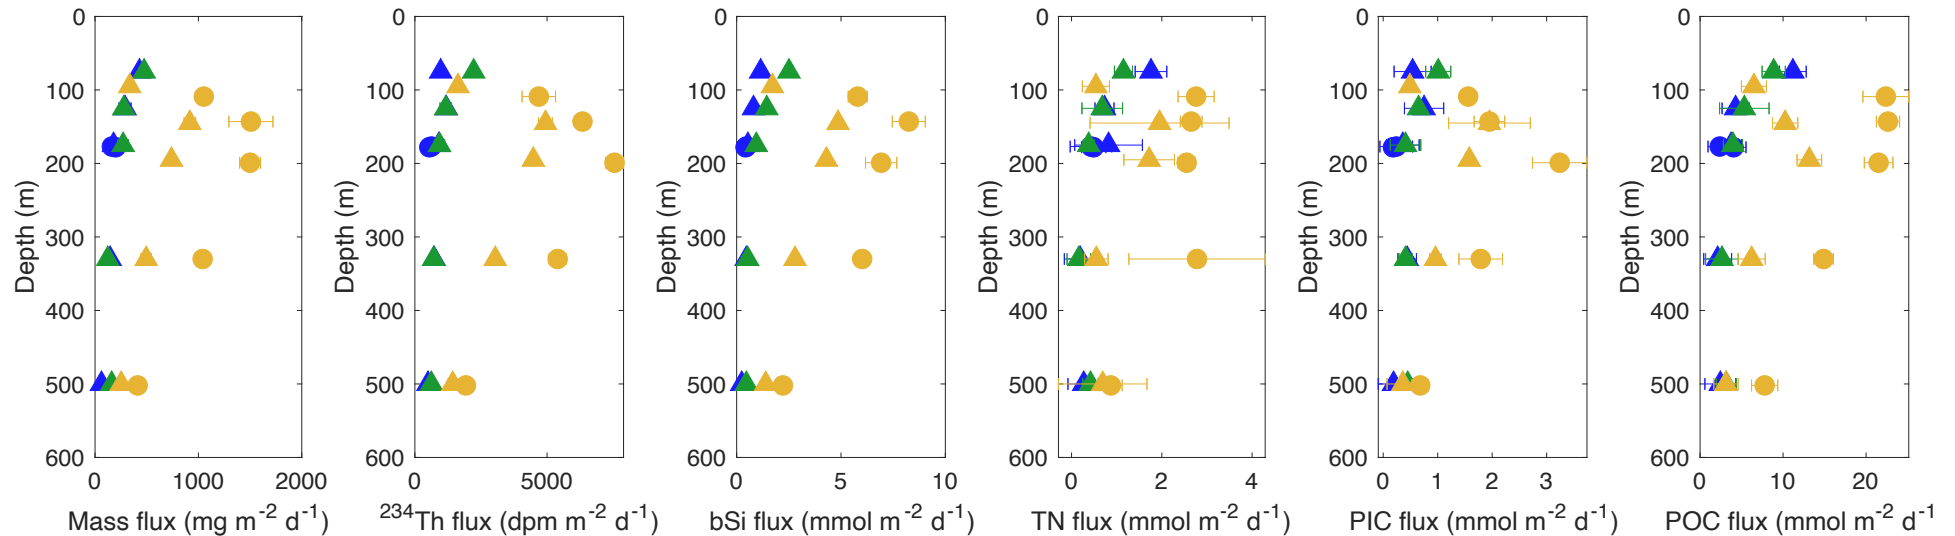 0
100
200
300
400
500
600
Depth (m)
0 1000 2000
Mass flux (mg m⁻² d⁻¹)
0
100
200
300
400
500
600
Depth (m)
0 5000
²³⁴Th flux (dpm m⁻² d⁻¹)
0
100
200
300
400
500
600
Depth (m)
0 5 10
bSi flux (mmol m⁻² d⁻¹)
0
100
200
300
400
500
600
Depth (m)
0 2 4
TN flux (mmol m⁻² d⁻¹)
0
100
200
300
400
500
600
Depth (m)
0 1 2 3
PIC flux (mmol m⁻² d⁻¹)
0
100
200
300
400
500
600
Depth (m)
0 10 20
POC flux (mmol m⁻² d⁻¹